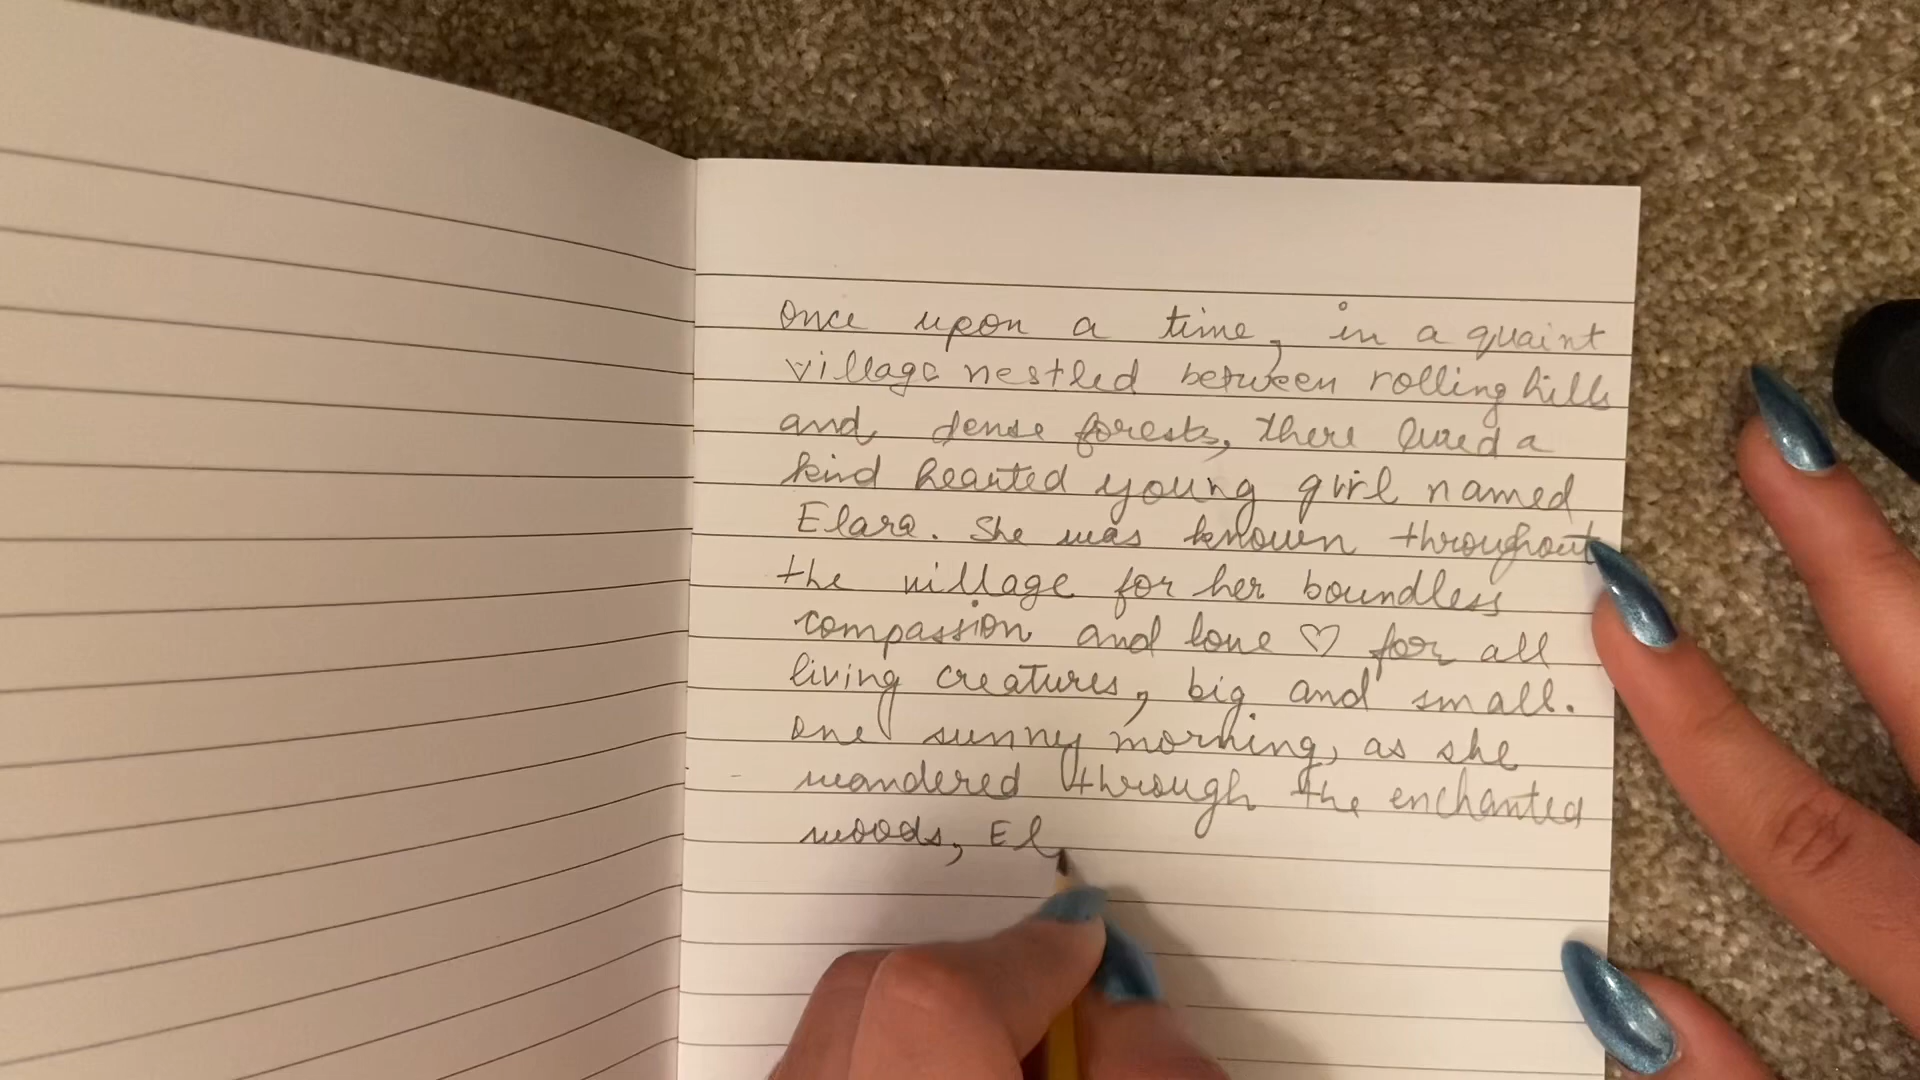 once upon a time, in a quaint
village nestled between rolling hills
and dense forests, there lived a
kind hearted young girl named
Elara. She was known throughout
the village for her boundless
compassion and love ♡ for all
living creatures, big and small.
one sunny morning, as she
wandered through the enchanted
woods, El